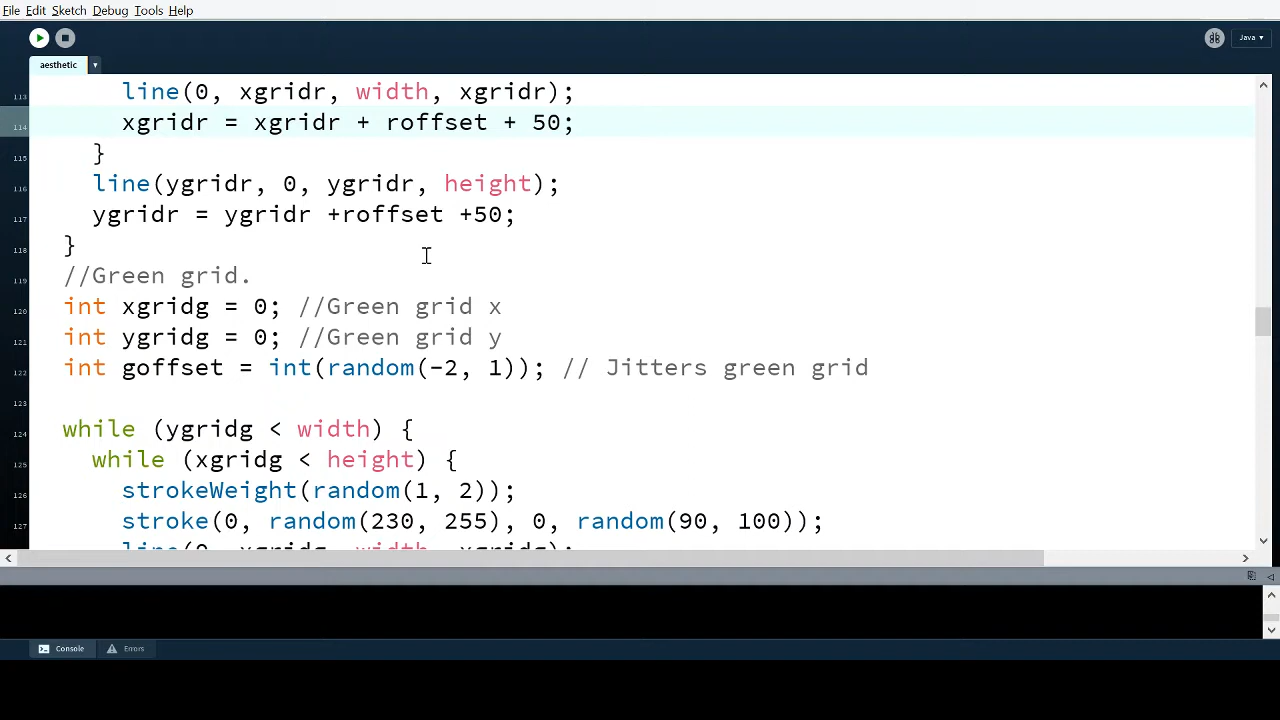 File Edit Sketch Debug Tools Help
Java ▾
aesthetic
113 line(0, xgridr, width, xgridr);
114 xgridr = xgridr + roffset + 50;
115 }
116 line(ygridr, 0, ygridr, height);
117 ygridr = ygridr +roffset +50;
118 }
119 //Green grid.
120 int xgridg = 0; //Green grid x
121 int ygridg = 0; //Green grid y
122 int goffset = int(random(-2, 1)); // Jitters green grid
123
124 while (ygridg < width) {
125 while (xgridg < height) {
126 strokeWeight(random(1, 2));
127 stroke(0, random(230, 255), 0, random(90, 100));
line(0, xgridg, width, xgridg);
Console Errors